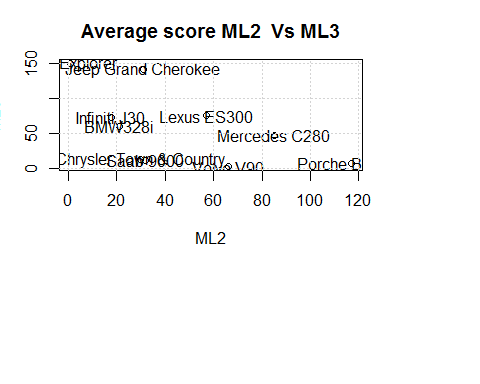 Average score ML2 Vs ML3
150
Explorer
Jeep Grand Cherokee
Infiniti J30
Lexus ES300
BMW328i
50
Mercedes C280
Chrysler Town & Country
Saab 9000
Volvo V90
Porche B
0
0 20 40 60 80 100 120
ML2